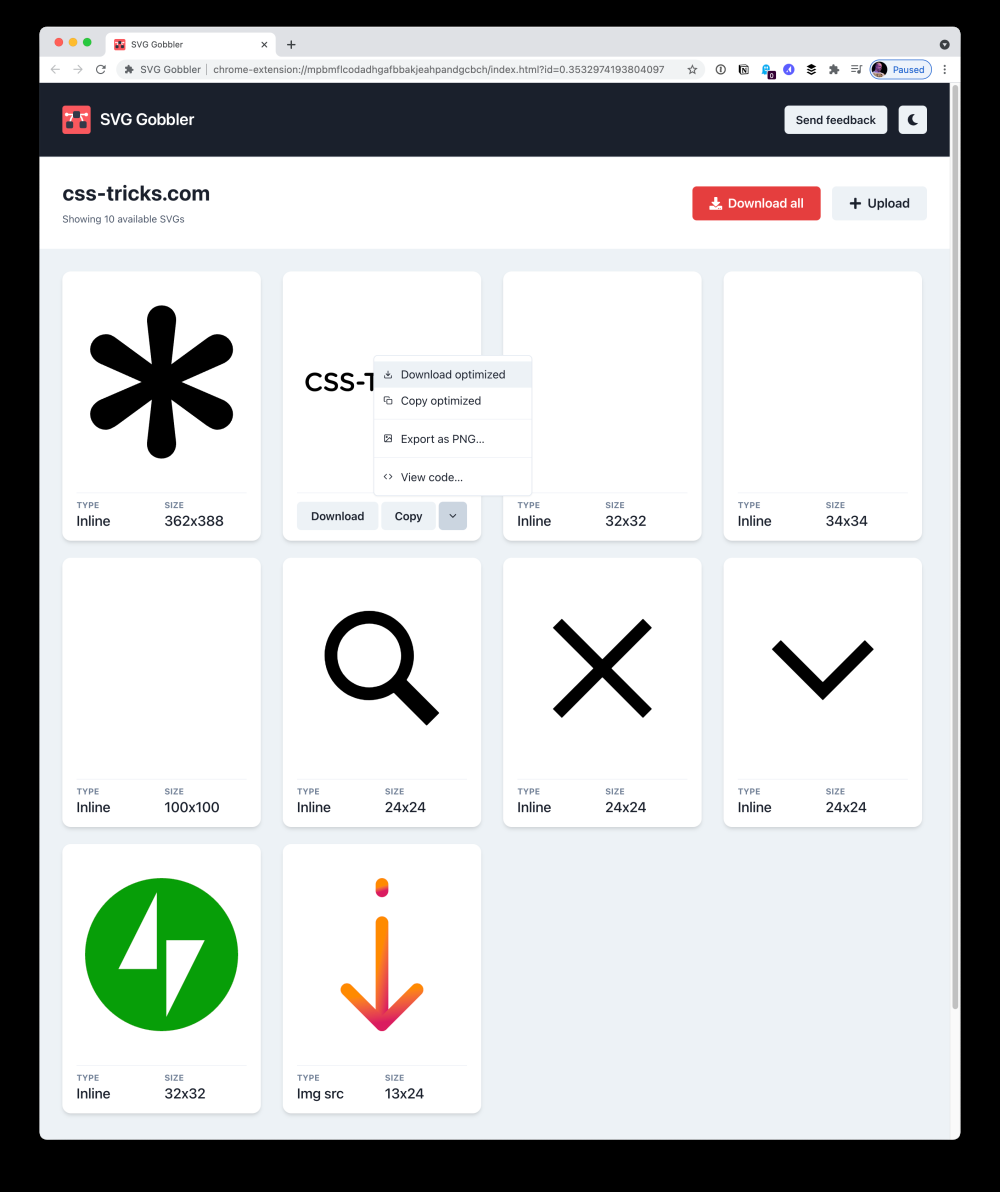 SVG Gobbler
SVG Gobbler | chrome-extension://mpbmflcodadhgafbbakjeahpandgcbch/index.html?id=0.3532974193804097
0
Paused
SVG Gobbler
Send feedback
css-tricks.com
Showing 10 available SVGs
Download all
Upload
CSS-T
Download optimized
Copy optimized
Export as PNG...
View code...
TYPE SIZE
Inline 362x388
Download Copy
TYPE SIZE
Inline 32x32
TYPE SIZE
Inline 34x34
TYPE SIZE
Inline 100x100
TYPE SIZE
Inline 24x24
TYPE SIZE
Inline 24x24
TYPE SIZE
Inline 24x24
TYPE SIZE
Inline 32x32
TYPE SIZE
Img src 13x24